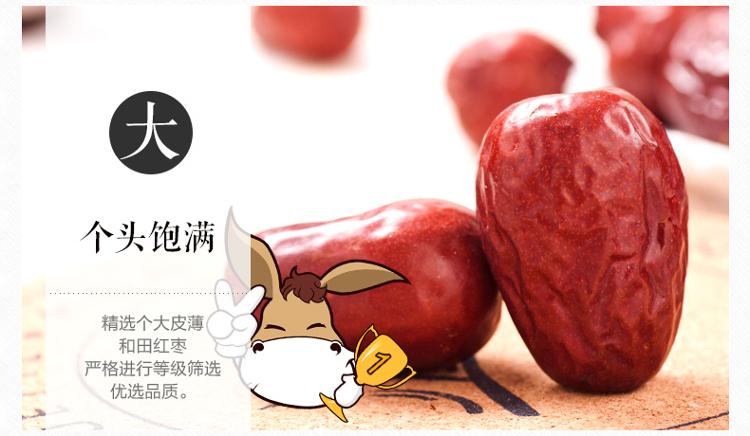 大
个头饱满
精选个大皮薄
和田红枣
严格进行等级筛选
优选品质。
1